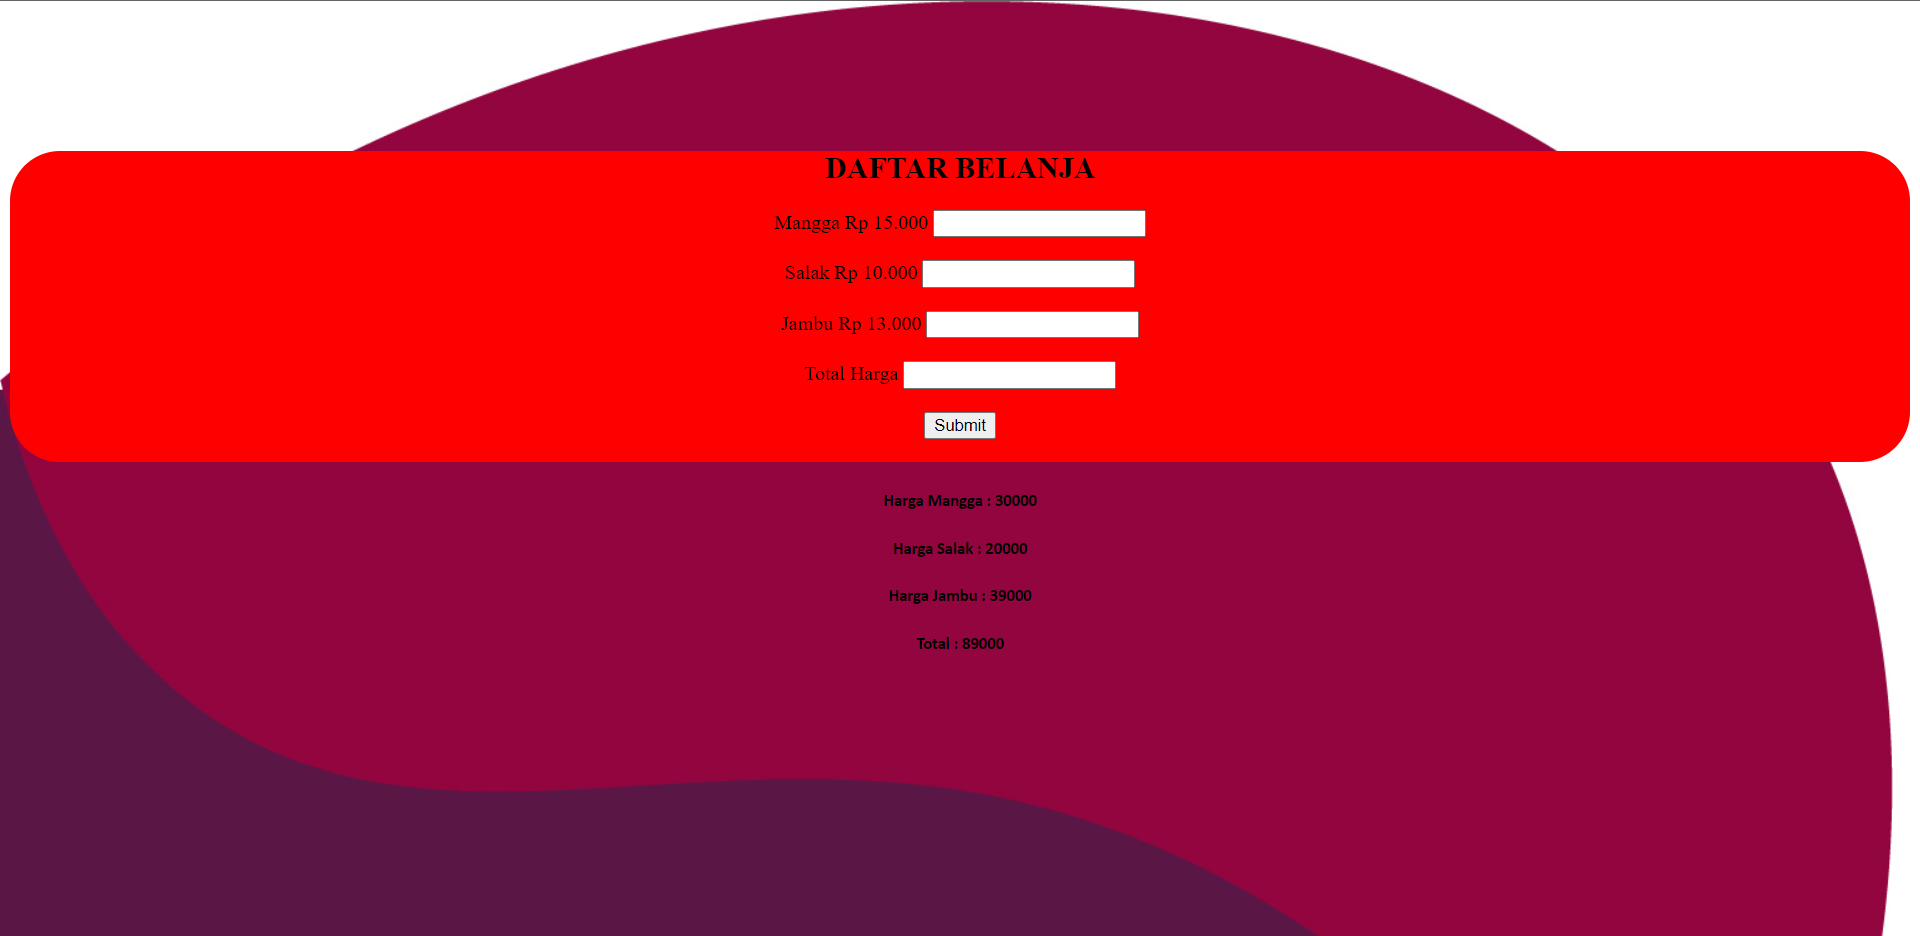 DAFTAR BELANJA
Mangga Rp 15.000
Salak Rp 10.000
Jambu Rp 13.000
Total Harga
Submit
Harga Mangga : 30000
Harga Salak : 20000
Harga Jambu : 39000
Total : 89000